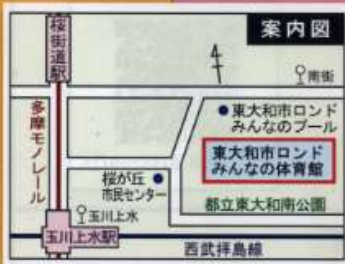 案内図
桜街道駅
南街
多摩モノレール
東大和市ロンド
みんなのプール
東大和市ロンド
みんなの体育館
桜が丘
市民センター
都立東大和南公園
玉川上水
玉川上水駅
西武拝島線